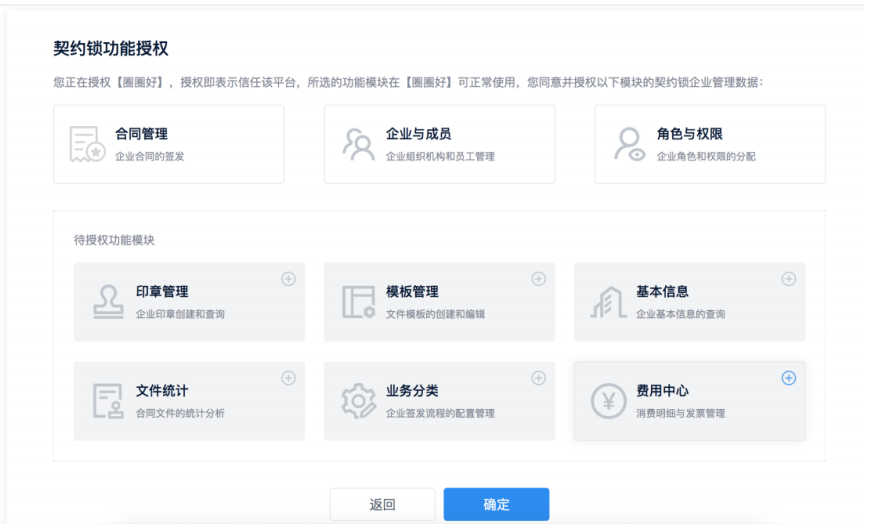 契约锁功能授权
您正在授权【圈圈好】，授权即表示信任该平台，所选的功能模块在【圈圈好】可正常使用，您同意并授权以下模块的契约锁企业管理数据：
合同管理
企业合同的签发
企业与成员
企业组织机构和员工管理
角色与权限
企业角色和权限的分配
待授权功能模块
印章管理
企业印章创建和查询
模板管理
文件模板的创建和编辑
基本信息
企业基本信息的查询
文件统计
合同文件的统计分析
业务分类
企业签发流程的配置管理
¥
费用中心
消费明细与发票管理
返回
确定